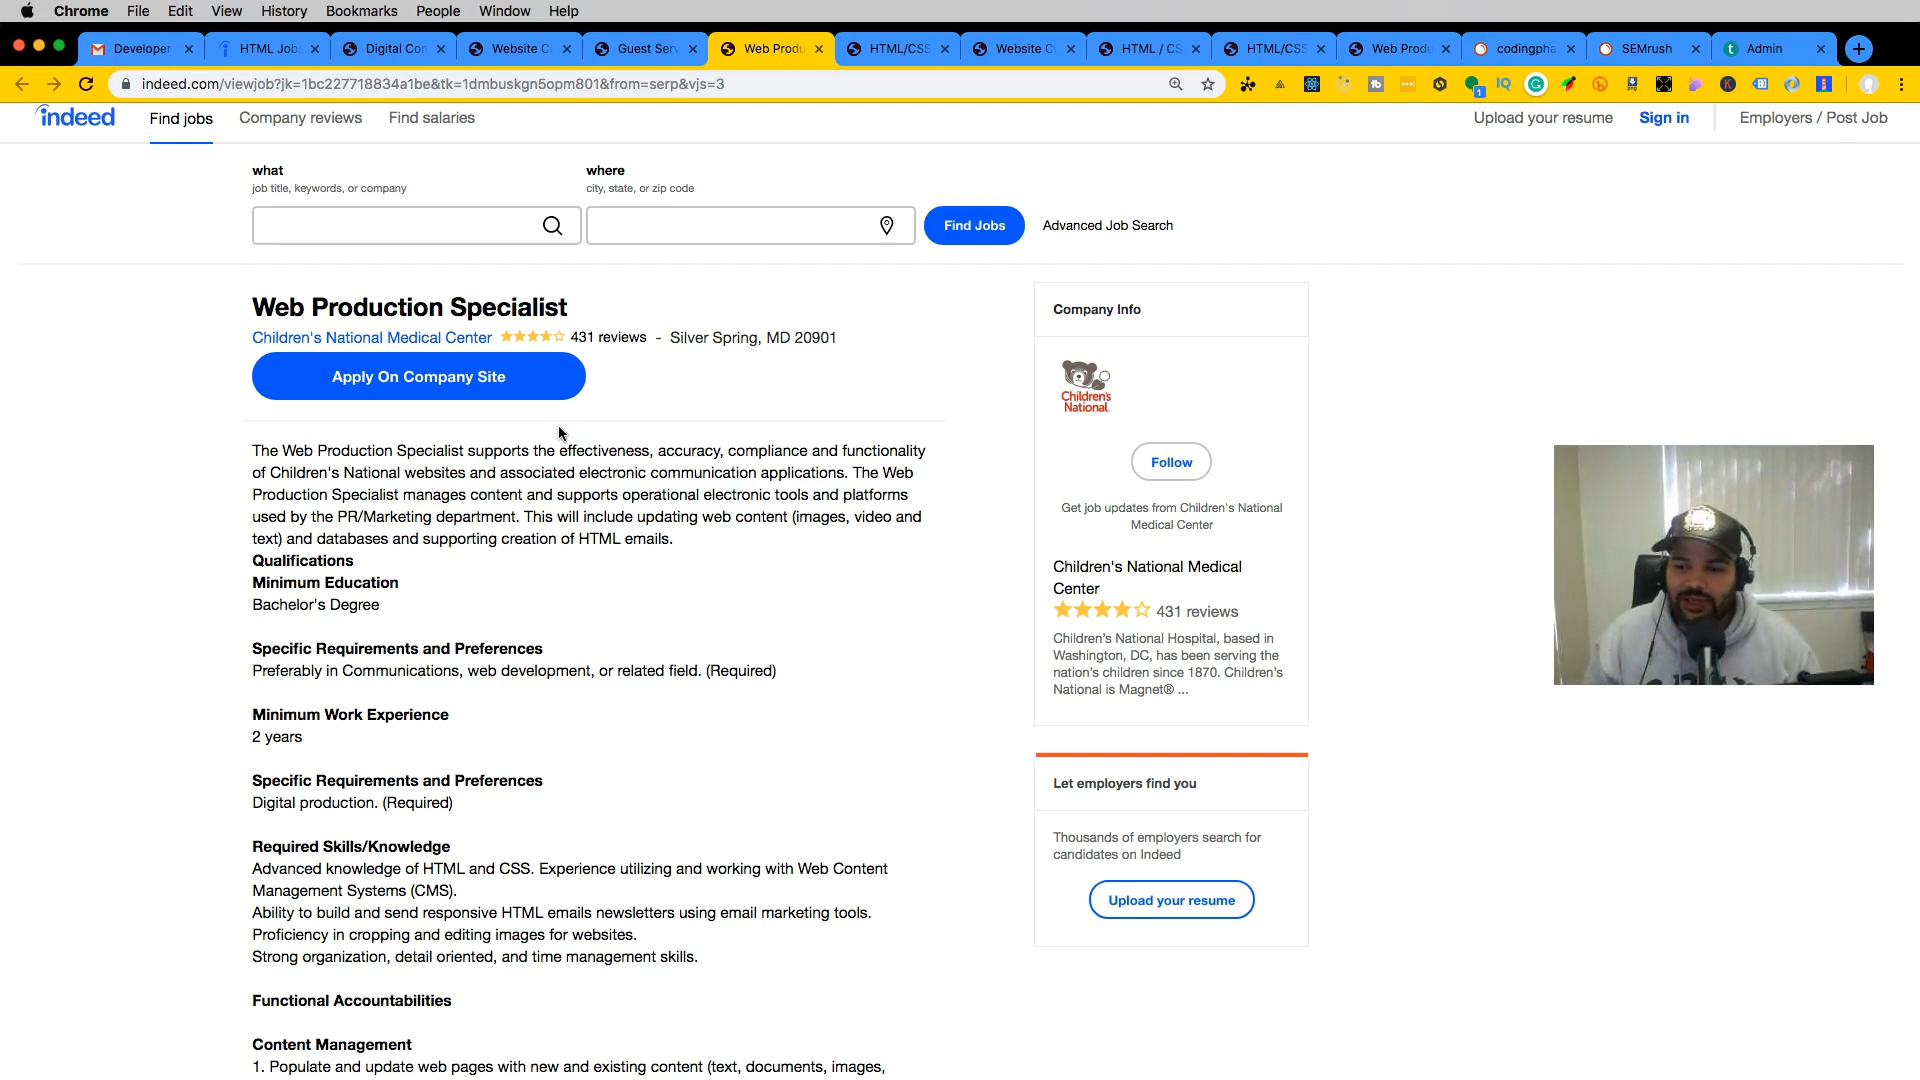 Chrome File Edit View History Bookmarks People Window Help
Developer HTML Job Digital Con Website C Guest Serv Web Produ HTML/CSS Website C HTML / CS HTML/CSS Web Produ codingpha SEMrush Admin
indeed.com/viewjob?jk=1bc227718834a1be&tk=1dmbuskgn5opm801&from=serp&vjs=3
indeed Find jobs Company reviews Find salaries Upload your resume Sign in Employers / Post Job
what
job title, keywords, or company
where
city, state, or zip code
Find Jobs
Advanced Job Search
Web Production Specialist
Children's National Medical Center 431 reviews - Silver Spring, MD 20901
Apply On Company Site
The Web Production Specialist supports the effectiveness, accuracy, compliance and functionality
of Children's National websites and associated electronic communication applications. The Web
Production Specialist manages content and supports operational electronic tools and platforms
used by the PR/Marketing department. This will include updating web content (images, video and
text) and databases and supporting creation of HTML emails.
Qualifications
Minimum Education
Bachelor's Degree
Specific Requirements and Preferences
Preferably in Communications, web development, or related field. (Required)
Minimum Work Experience
2 years
Specific Requirements and Preferences
Digital production. (Required)
Required Skills/Knowledge
Advanced knowledge of HTML and CSS. Experience utilizing and working with Web Content
Management Systems (CMS).
Ability to build and send responsive HTML emails newsletters using email marketing tools.
Proficiency in cropping and editing images for websites.
Strong organization, detail oriented, and time management skills.
Functional Accountabilities
Content Management
1. Populate and update web pages with new and existing content (text, documents, images,
Company Info
Children's
National.
Follow
Get job updates from Children's National
Medical Center
Children's National Medical
Center
431 reviews
Children's National Hospital, based in
Washington, DC, has been serving the
nation's children since 1870. Children's
National is Magnet® ...
Let employers find you
Thousands of employers search for
candidates on Indeed
Upload your resume